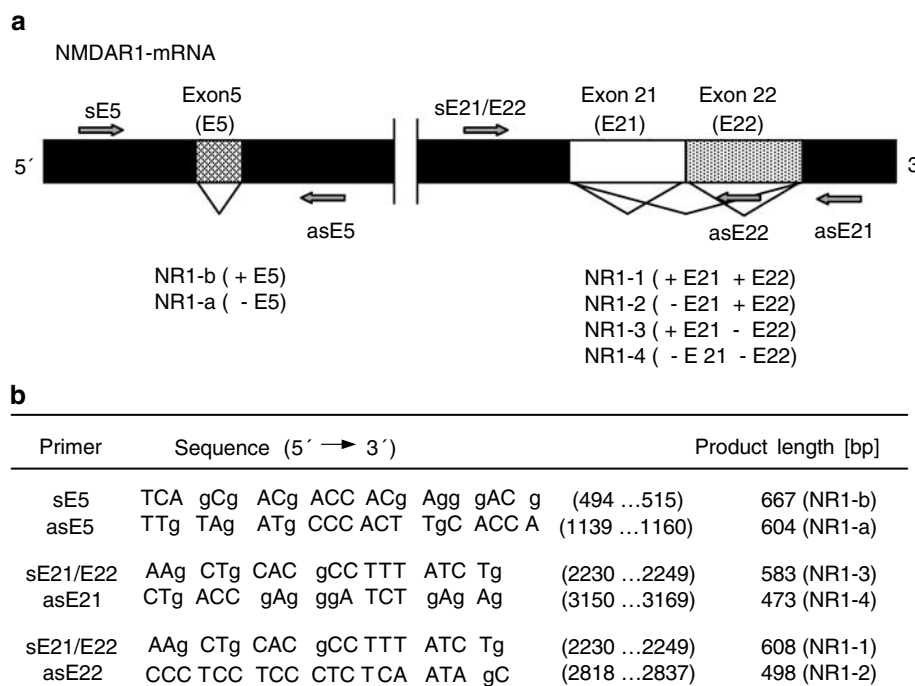 a
NMDAR1-mRNA
sE5
Exon5
(E5)
sE21/E22
Exon 21
(E21)
Exon 22
(E22)
5´
3
asE5
asE22
asE21
NR1-b ( + E5)
NR1-a ( - E5)
NR1-1 ( + E21 + E22)
NR1-2 ( - E21 + E22)
NR1-3 ( + E21 - E22)
NR1-4 ( - E 21 - E22)
b
Primer Sequence (5´ → 3´) Product length [bp]
sE5 TCA gCg ACg ACC ACg Agg gAC g (494 ...515) 667 (NR1-b)
asE5 TTg TAg ATg CCC ACT TgC ACC A (1139 ...1160) 604 (NR1-a)
sE21/E22 AAg CTg CAC gCC TTT ATC Tg (2230 ...2249) 583 (NR1-3)
asE21 CTg ACC gAg ggA TCT gAg Ag (3150 ...3169) 473 (NR1-4)
sE21/E22 AAg CTg CAC gCC TTT ATC Tg (2230 ...2249) 608 (NR1-1)
asE22 CCC TCC TCC CTC TCA ATA gC (2818 ...2837) 498 (NR1-2)